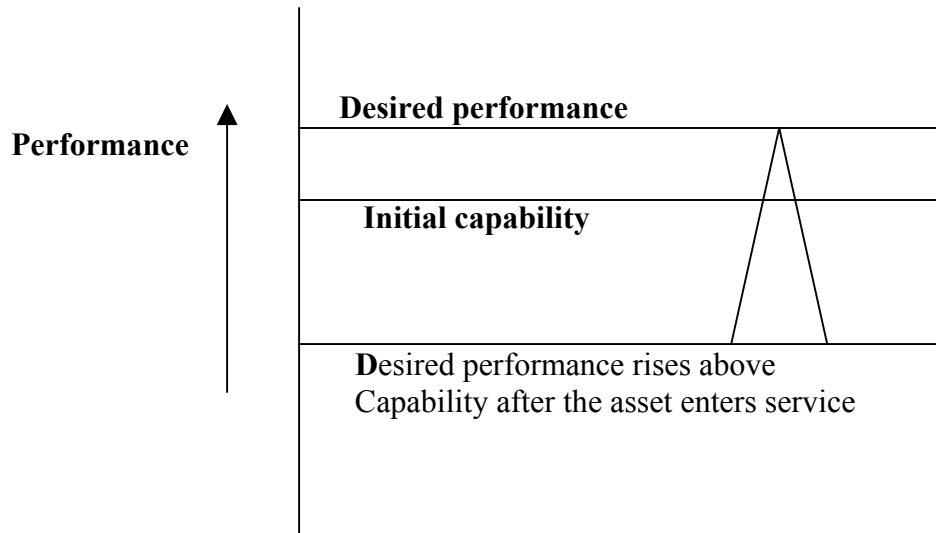 Desired performance
Performance
Initial capability
Desired performance rises above
Capability after the asset enters service